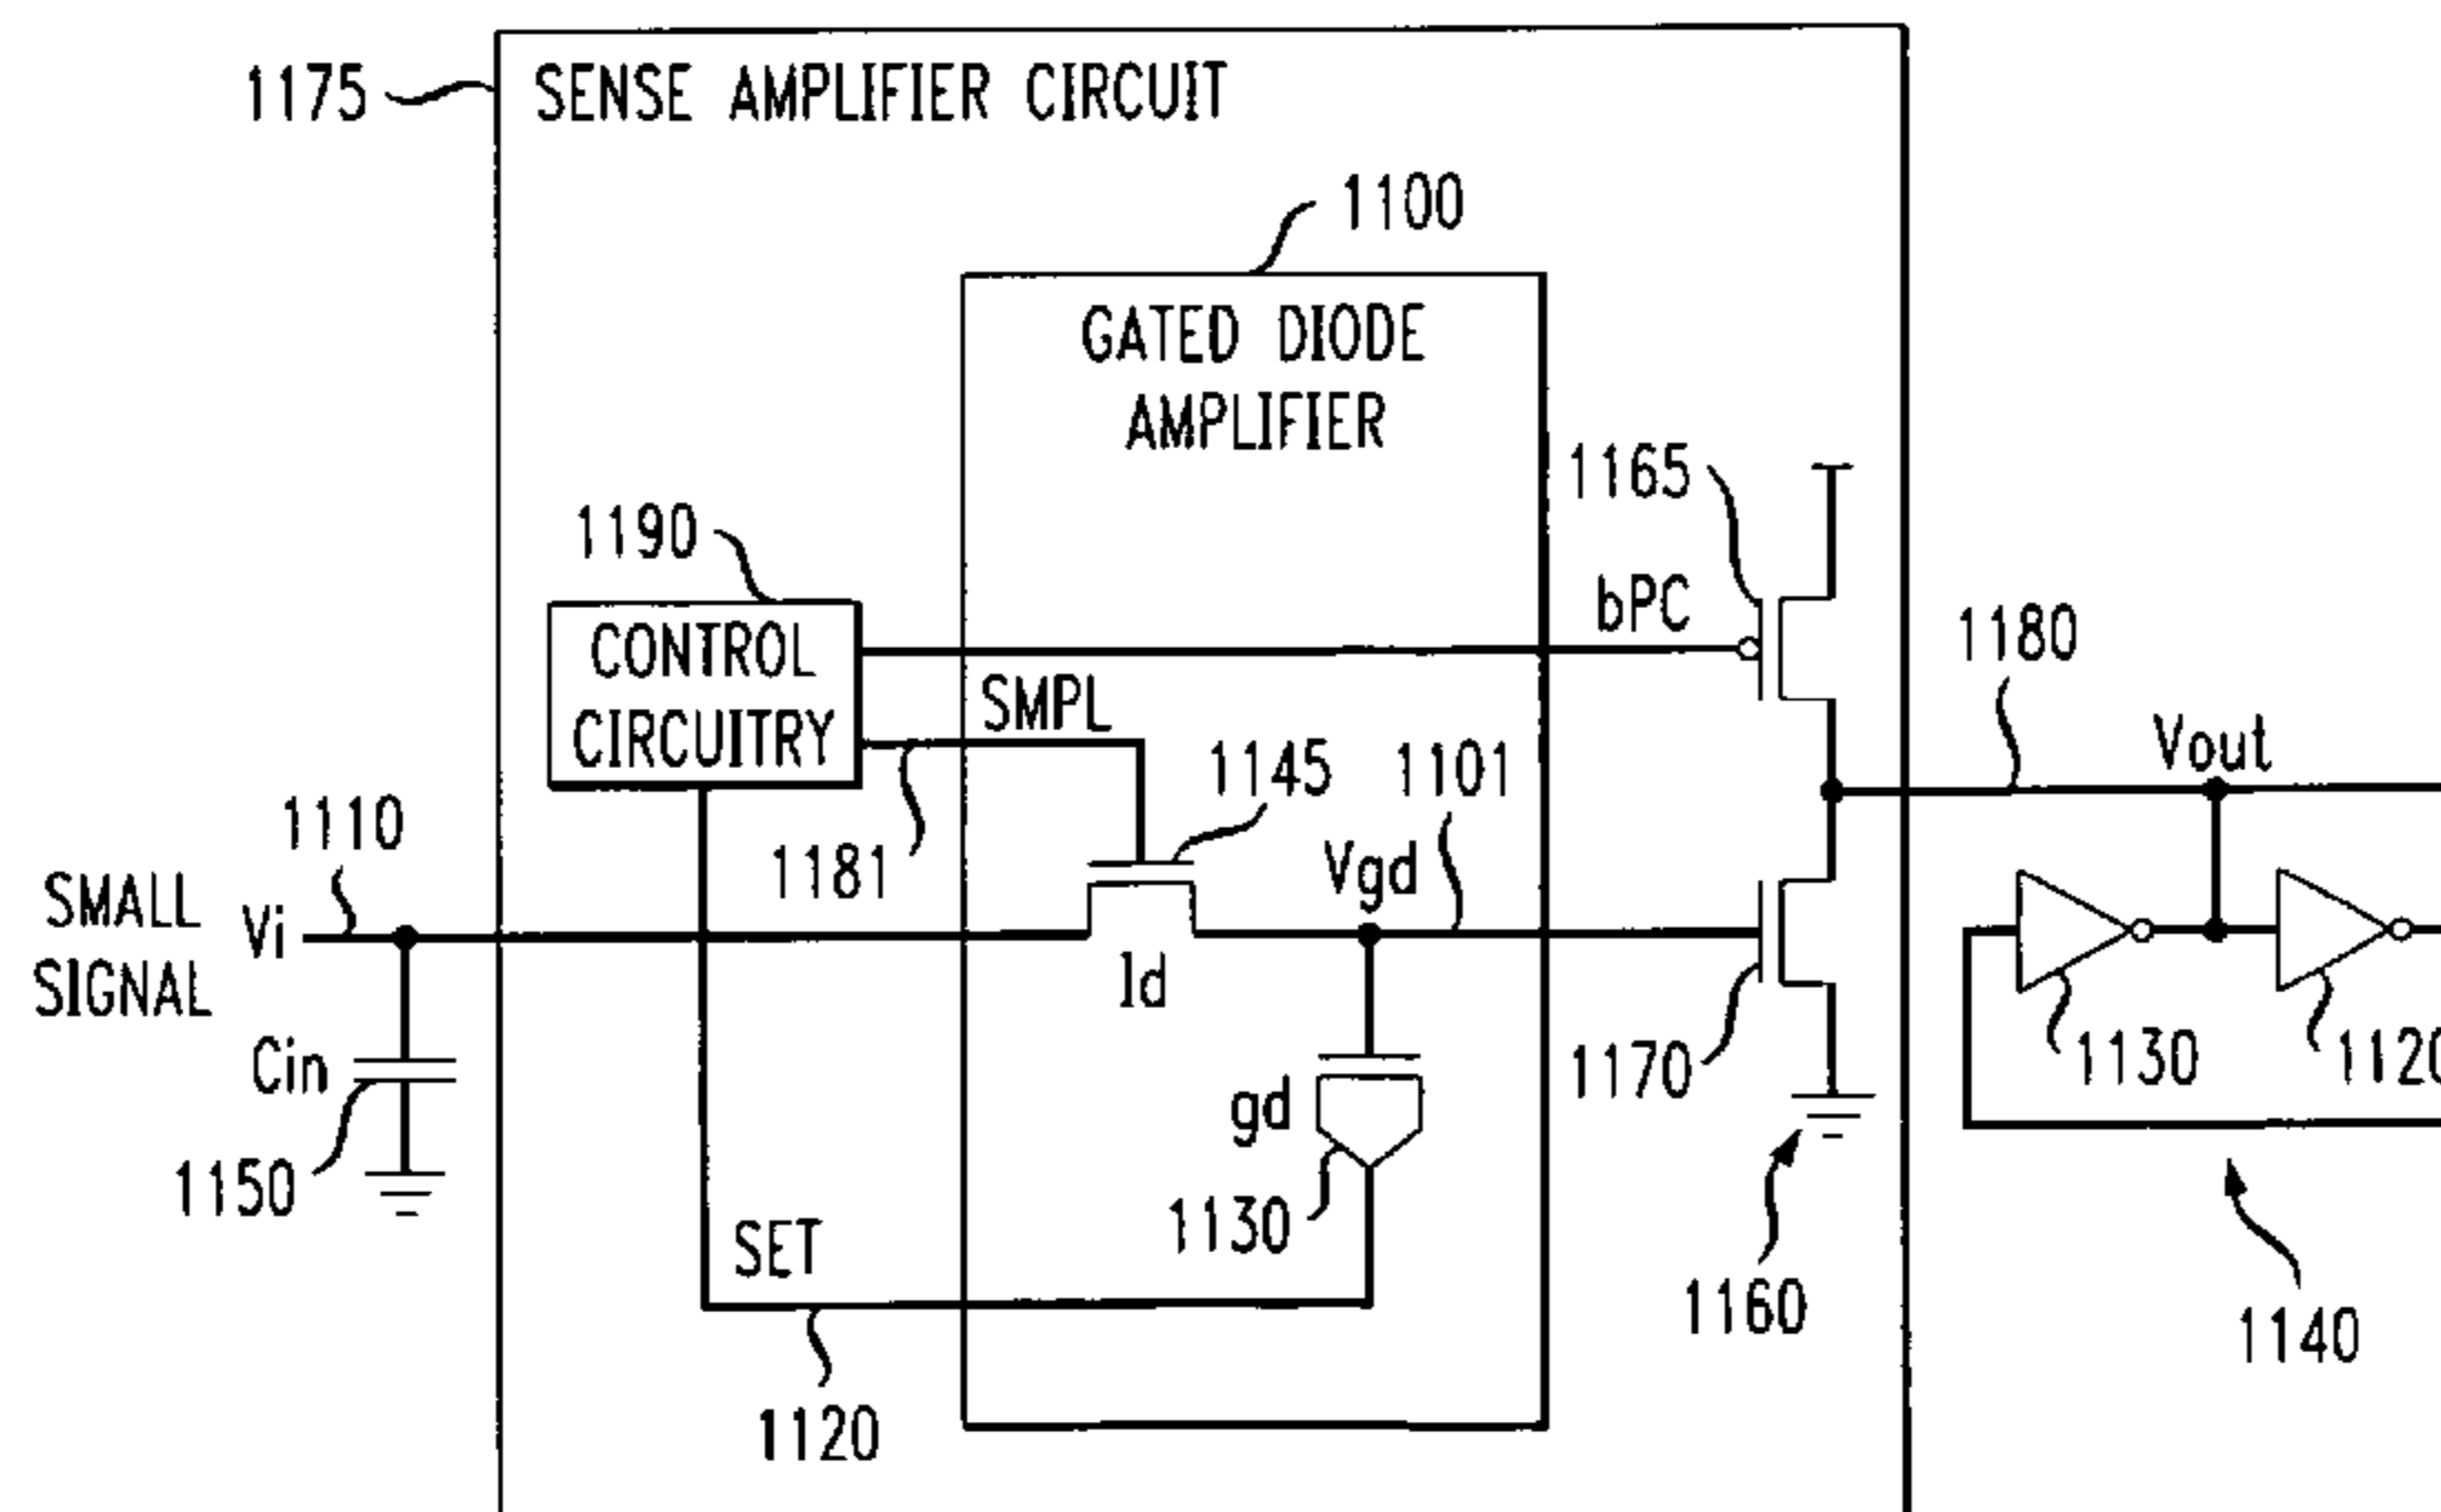 1175
SENSE AMPLIFIER CIRCUIT
1100
GATED DIODE
AMPLIFIER
1165
1190
bPC
1180
CONTROL
CIRCUITRY
SMPL
1145
1101
Vout
1110
1181
Vgd
SMALL
SIGNAL
Vi
Id
Cin
gd
1170
1130
1150
1130
SET
1160
1140
1120